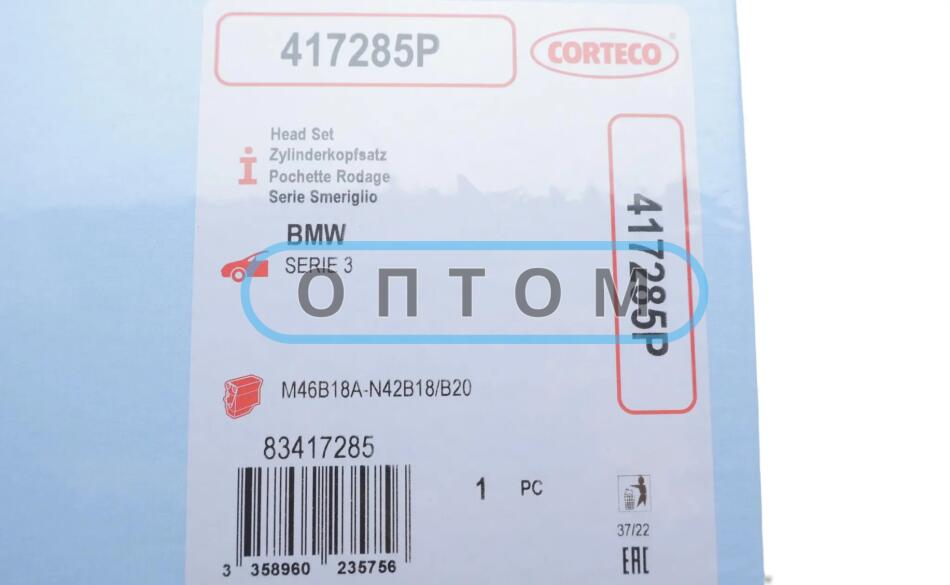 417285P
CORTECO
Head Set
Zylinderkopfsatz
Pochette Rodage
Serie Smeriglio
BMW
SERIE 3
ОПТОМ
417285P
M46B18A-N42B18/B20
83417285
1 PC
37/22
EAC
3 358960 235756